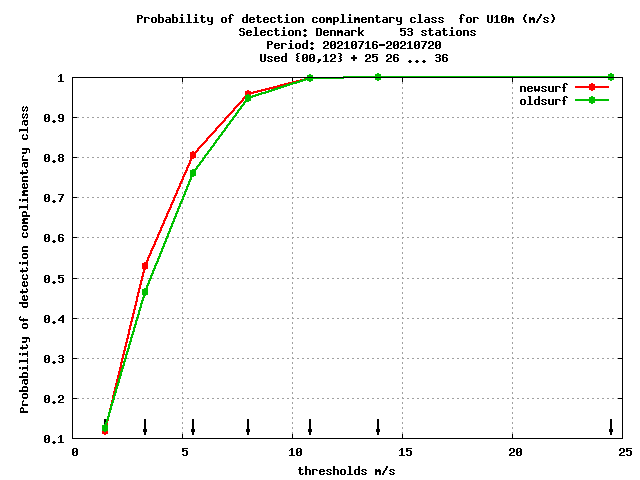 Probability of detection complimentary class  for U10m (m/s)
Selection: Denmark     53 stations
Period: 20210716-20210720
Used {00,12} + 25 26 ... 36
newsurf
oldsurf
Probability of detection complimentary class
1
0.9
0.8
0.7
0.6
0.5
0.4
0.3
0.2
0.1
0 5 10 15 20 25
thresholds m/s